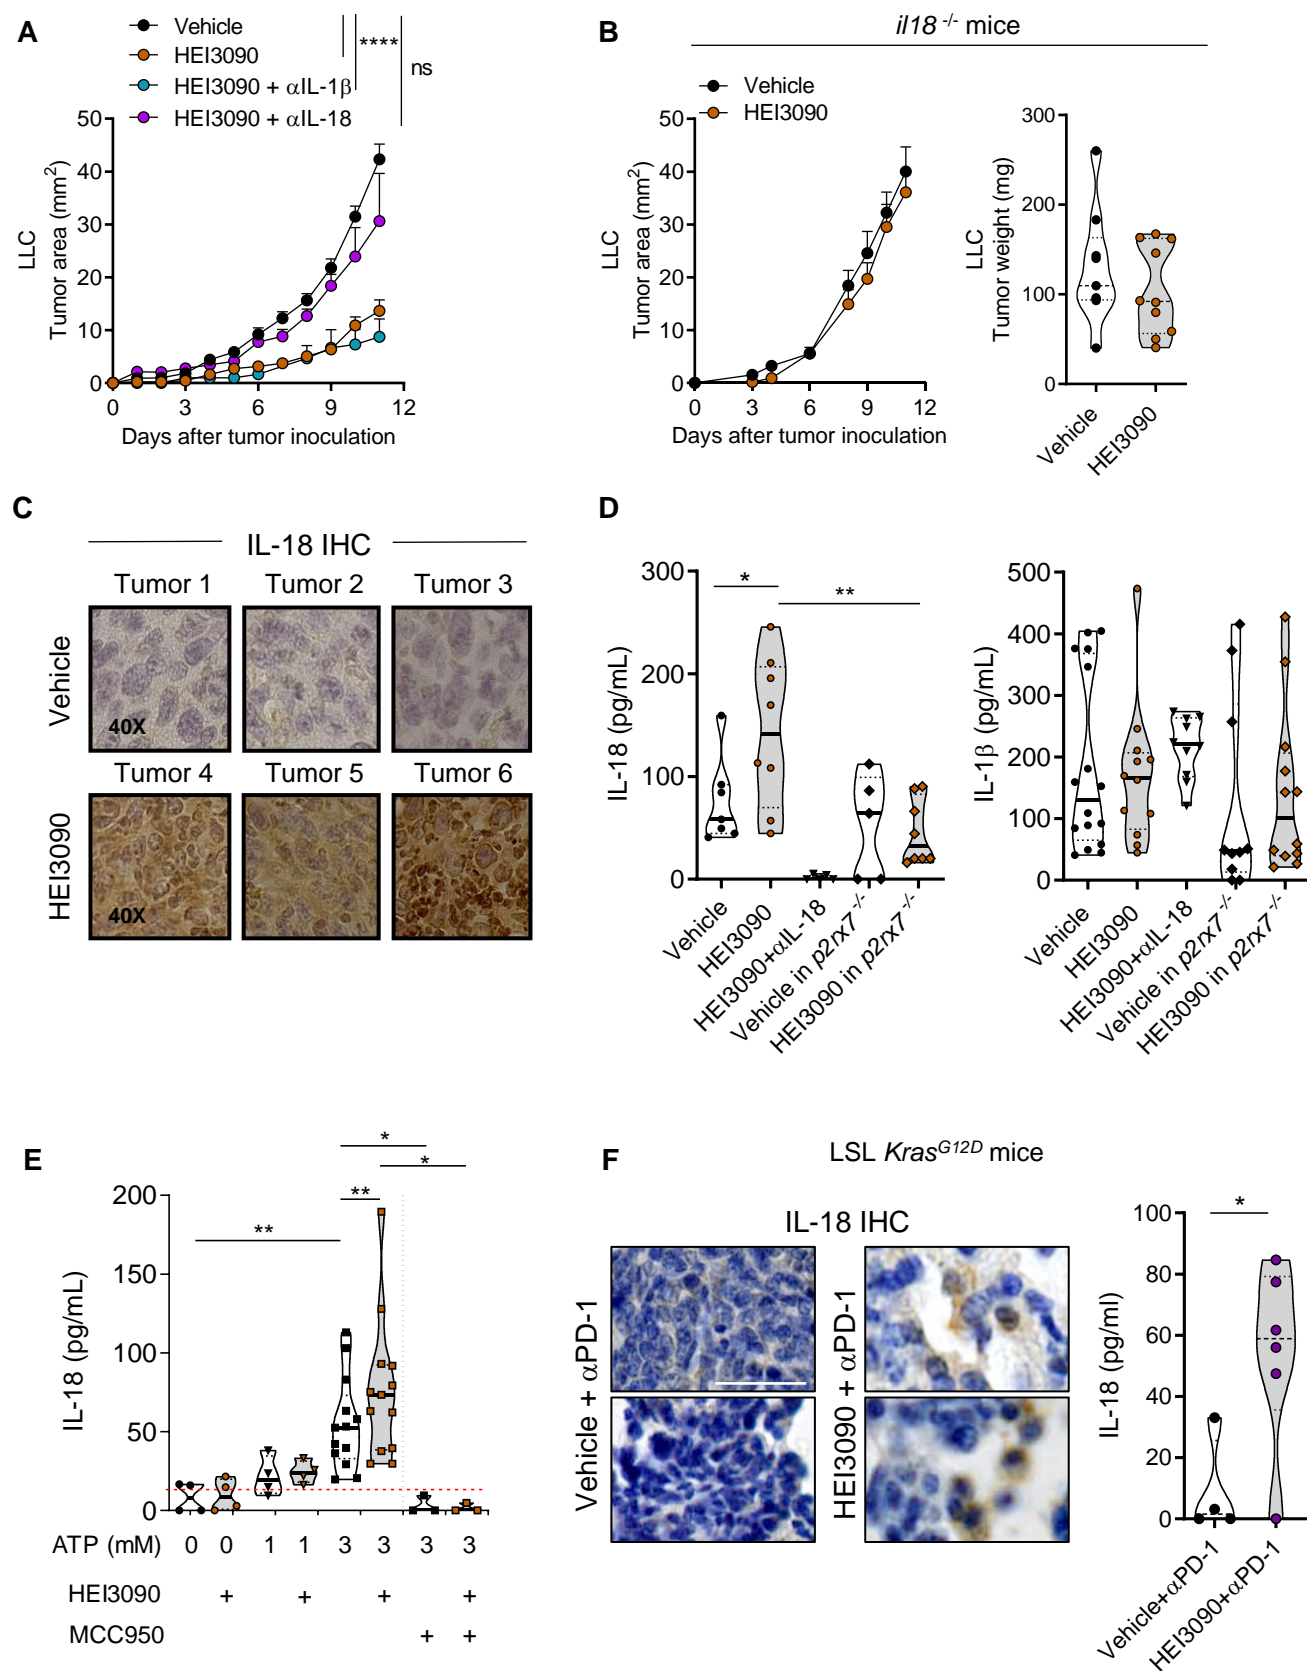 A
Vehicle
HEI3090
HEI3090 + αIL-1β
HEI3090 + αIL-18
****
ns
LLC
Tumor area (mm²)
50
40
30
20
10
0
0 3 6 9 12
Days after tumor inoculation
B
il18 -/- mice
Vehicle
HEI3090
LLC
Tumor area (mm²)
50
40
30
20
10
0
0 3 6 9 12
Days after tumor inoculation
LLC
Tumor weight (mg)
300
200
100
0
Vehicle
HEI3090
C
IL-18 IHC
Tumor 1 Tumor 2 Tumor 3
Vehicle
40X
Tumor 4 Tumor 5 Tumor 6
HEI3090
40X
D
IL-18 (pg/mL)
300
200
100
0
*
**
Vehicle
HEI3090
HEI3090+αIL-18
Vehicle in p2rx7-/-
HEI3090 in p2rx7-/-
IL-1β (pg/mL)
500
400
300
200
100
0
Vehicle
HEI3090
HEI3090+αIL-18
Vehicle in p2rx7-/-
HEI3090 in p2rx7-/-
E
IL-18 (pg/mL)
200
150
100
50
0
**
*
*
**
ATP (mM) 0 0 1 1 3 3 3 3
HEI3090 + + + +
MCC950 + +
F
LSL KrasG12D mice
IL-18 IHC
Vehicle + αPD-1
HEI3090 + αPD-1
IL-18 (pg/ml)
100
80
60
40
20
0
*
Vehicle+αPD-1
HEI3090+αPD-1